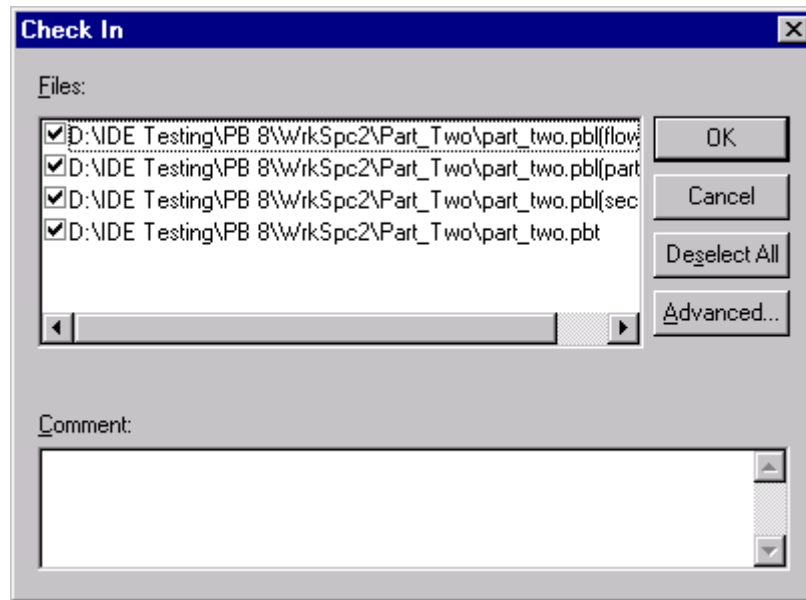 Check In
Files:
D:\IDE Testing\PB 8\WrkSpc2\Part_Two\part_two.pbl(flow
D:\IDE Testing\PB 8\WrkSpc2\Part_Two\part_two.pbl(part
D:\IDE Testing\PB 8\WrkSpc2\Part_Two\part_two.pbl(sec
D:\IDE Testing\PB 8\WrkSpc2\Part_Two\part_two.pbt
OK
Cancel
Deselect All
Advanced...
Comment: